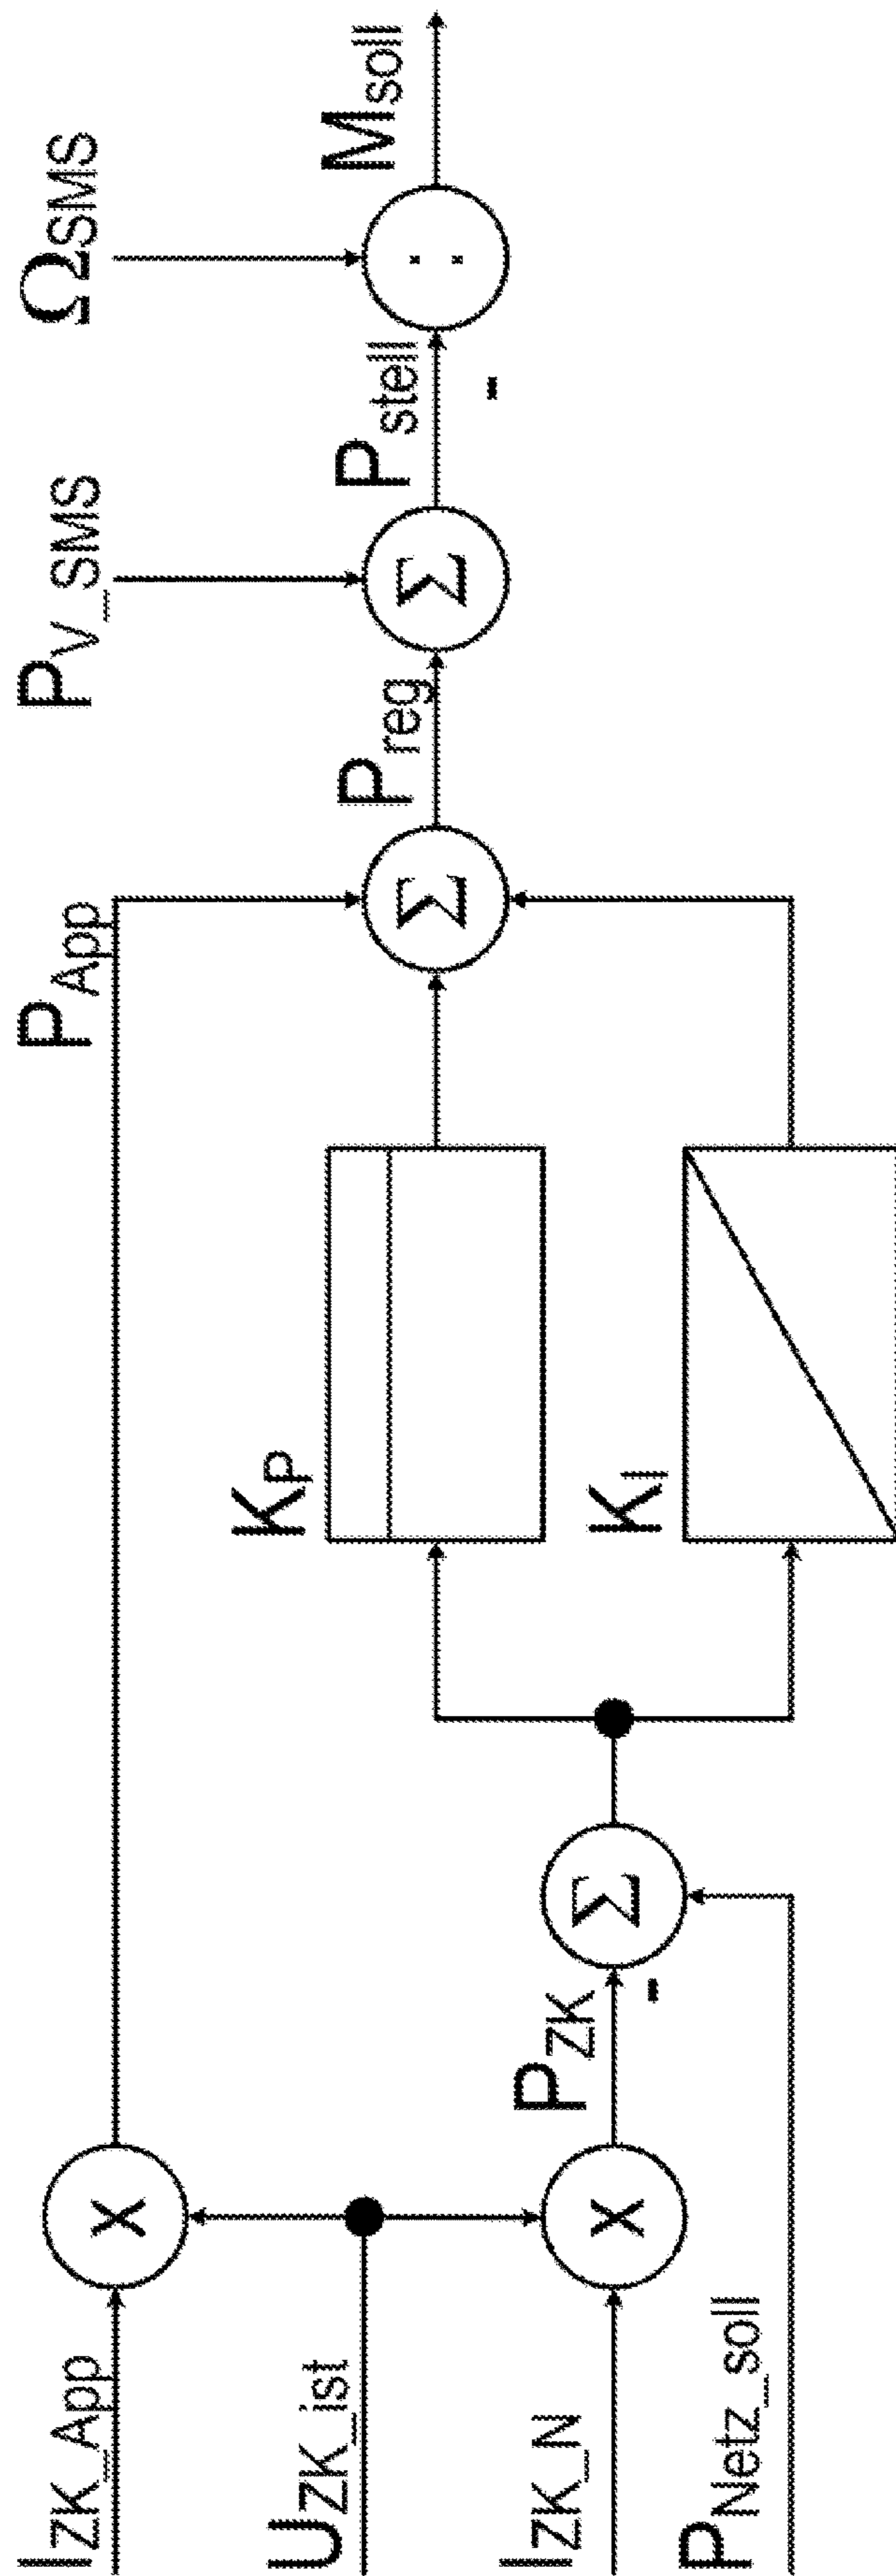 I_ZK_App
U_ZK_ist
I_ZK_N
P_Netz_soll
X
X
P_ZK
-
Σ
K_P
K_I
P_App
Σ
P_reg
P_V_SMS
Σ
P_stell
-
Ω_SMS
:
M_soll